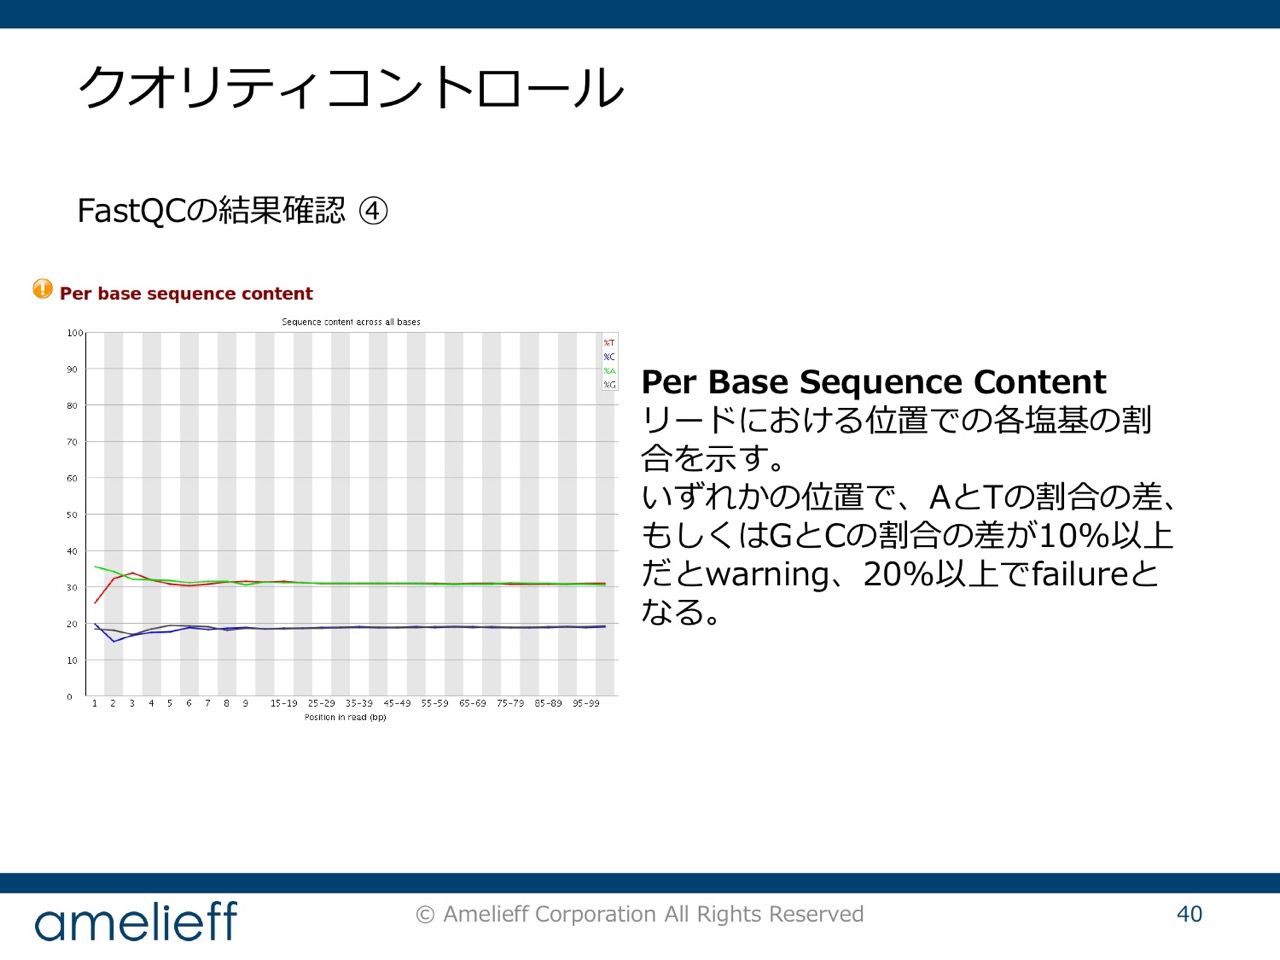 クオリティコントロール
FastQCの結果確認 ④
Per base sequence content
Sequence content across all bases
100
90
80
70
60
50
40
30
20
10
0
%T
%C
%A
%G
1 2 3 4 5 6 7 8 9 15-19 25-29 35-39 45-49 55-59 65-69 75-79 85-89 95-99
Position in read (bp)
Per Base Sequence Content
リードにおける位置での各塩基の割
合を示す。
いずれかの位置で、AとTの割合の差、
もしくはGとCの割合の差が10%以上
だとwarning、20%以上でfailureと
なる。
amelieff
© Amelieff Corporation All Rights Reserved
40